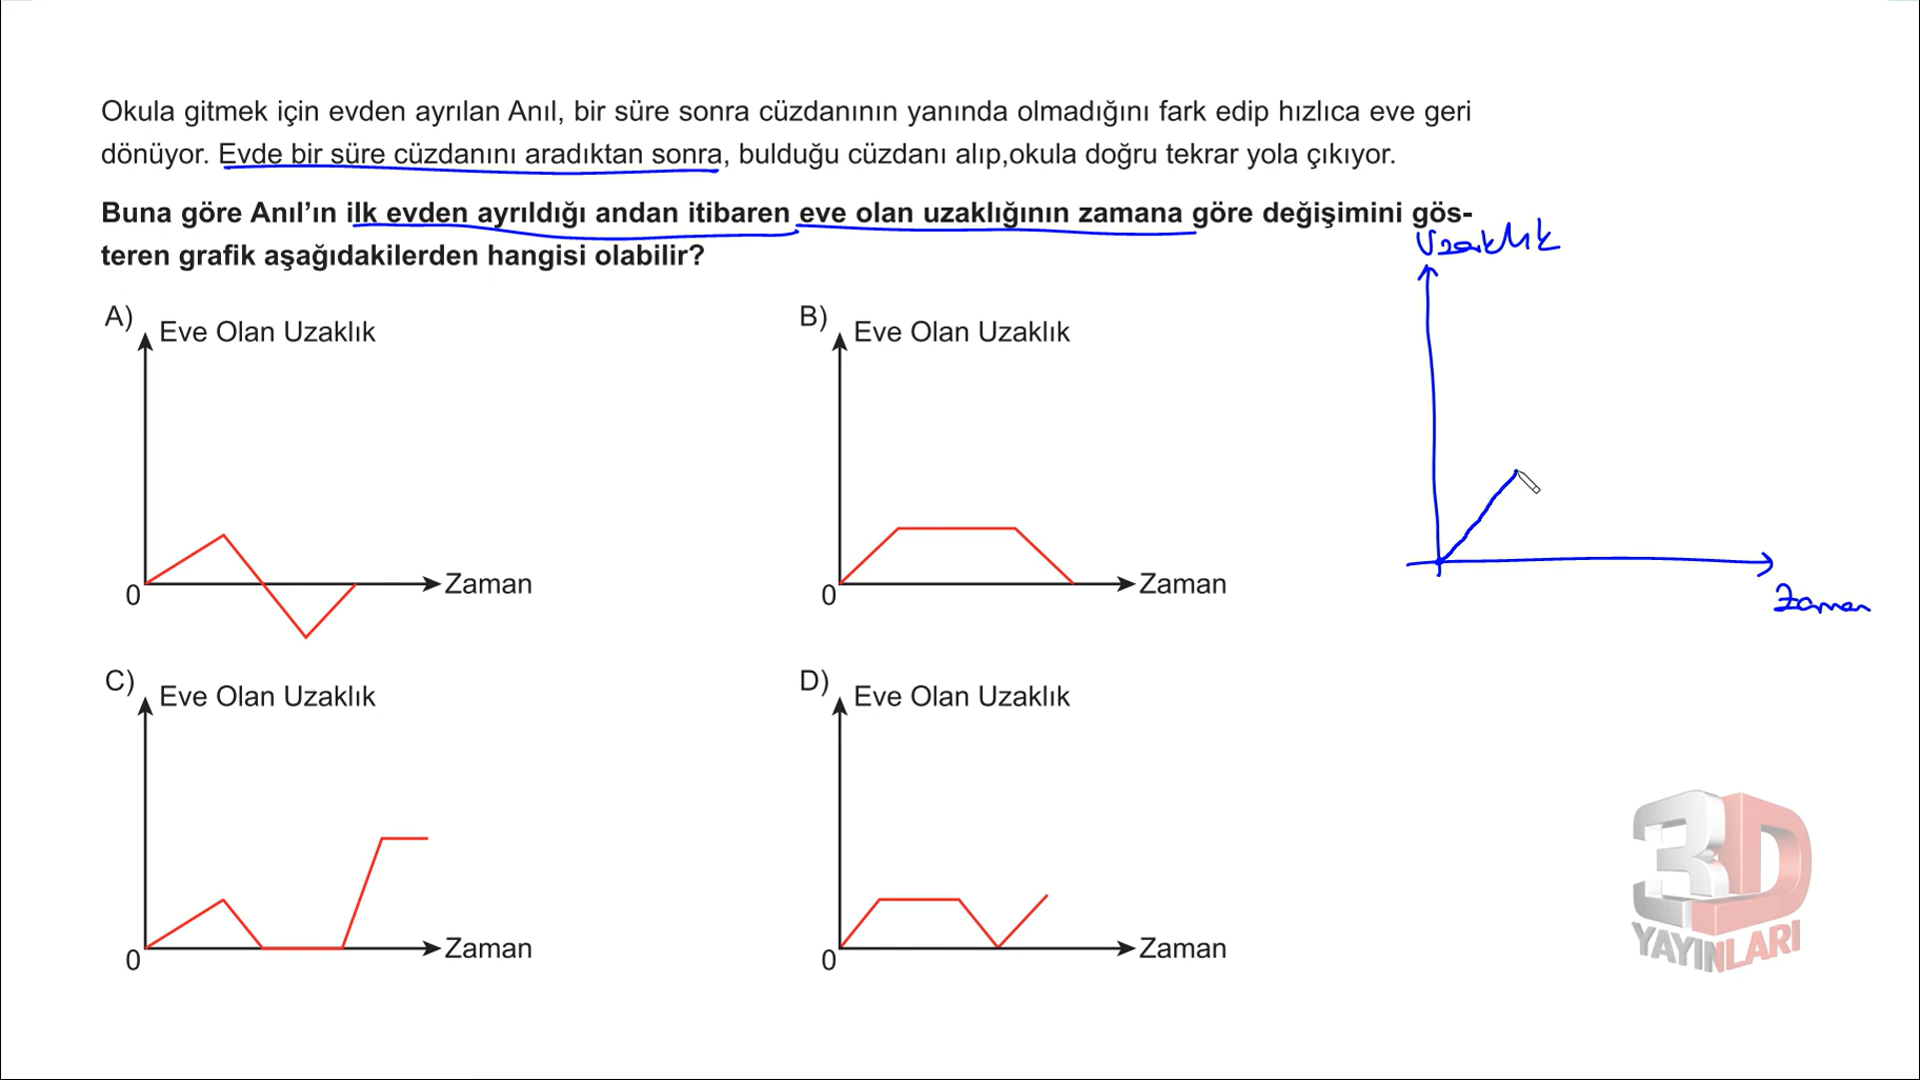 Okula gitmek için evden ayrılan Anıl, bir süre sonra cüzdanının yanında olmadığını fark edip hızlıca eve geri
dönüyor. Evde bir süre cüzdanını aradıktan sonra, bulduğu cüzdanı alıp,okula doğru tekrar yola çıkıyor.
Buna göre Anıl’ın ilk evden ayrıldığı andan itibaren eve olan uzaklığının zamana göre değişimini gös-
teren grafik aşağıdakilerden hangisi olabilir?
Uzaklık
Zaman
A)
Eve Olan Uzaklık
0
Zaman
B)
Eve Olan Uzaklık
0
Zaman
C)
Eve Olan Uzaklık
0
Zaman
D)
Eve Olan Uzaklık
0
Zaman
3D
YAYINLARI